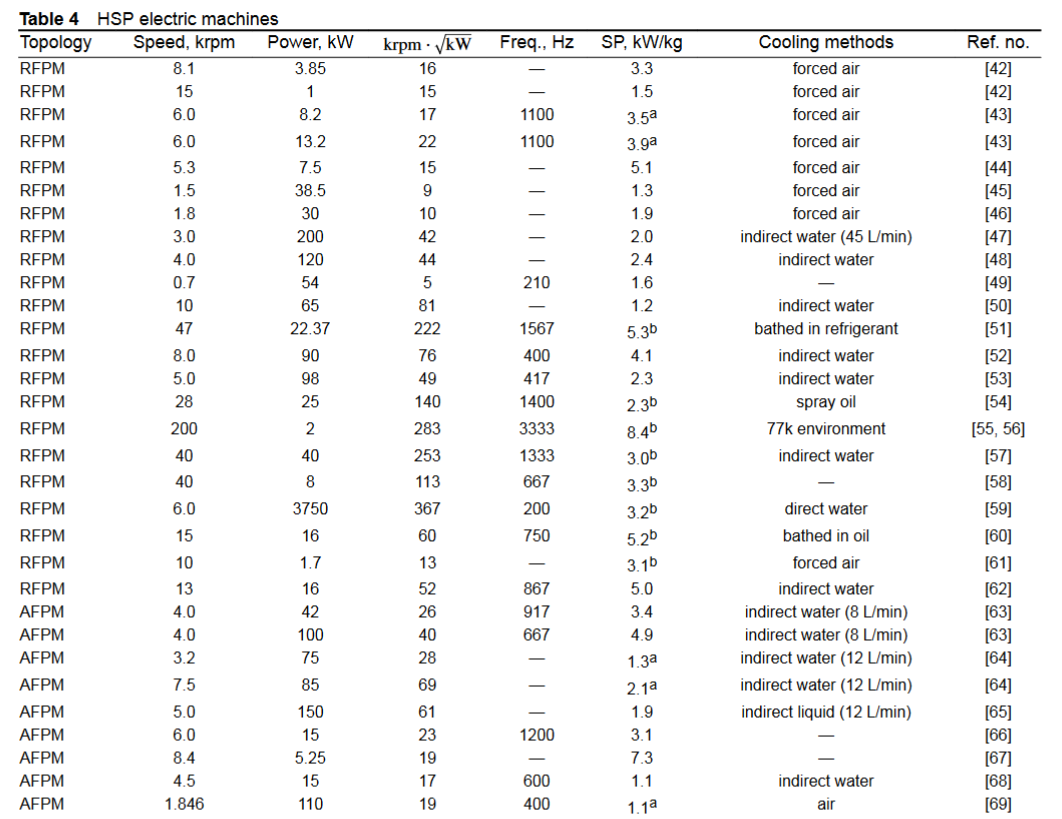 Table 4 HSP electric machines
Topology Speed, krpm Power, kW krpm · √kW Freq., Hz SP, kW/kg Cooling methods Ref. no.
RFPM 8.1 3.85 16 — 3.3 forced air [42]
RFPM 15 1 15 — 1.5 forced air [42]
RFPM 6.0 8.2 17 1100 3.5a forced air [43]
RFPM 6.0 13.2 22 1100 3.9a forced air [43]
RFPM 5.3 7.5 15 — 5.1 forced air [44]
RFPM 1.5 38.5 9 — 1.3 forced air [45]
RFPM 1.8 30 10 — 1.9 forced air [46]
RFPM 3.0 200 42 — 2.0 indirect water (45 L/min) [47]
RFPM 4.0 120 44 — 2.4 indirect water [48]
RFPM 0.7 54 5 210 1.6 — [49]
RFPM 10 65 81 — 1.2 indirect water [50]
RFPM 47 22.37 222 1567 5.3b bathed in refrigerant [51]
RFPM 8.0 90 76 400 4.1 indirect water [52]
RFPM 5.0 98 49 417 2.3 indirect water [53]
RFPM 28 25 140 1400 2.3b spray oil [54]
RFPM 200 2 283 3333 8.4b 77k environment [55, 56]
RFPM 40 40 253 1333 3.0b indirect water [57]
RFPM 40 8 113 667 3.3b — [58]
RFPM 6.0 3750 367 200 3.2b direct water [59]
RFPM 15 16 60 750 5.2b bathed in oil [60]
RFPM 10 1.7 13 — 3.1b forced air [61]
RFPM 13 16 52 867 5.0 indirect water [62]
AFPM 4.0 42 26 917 3.4 indirect water (8 L/min) [63]
AFPM 4.0 100 40 667 4.9 indirect water (8 L/min) [63]
AFPM 3.2 75 28 — 1.3a indirect water (12 L/min) [64]
AFPM 7.5 85 69 — 2.1a indirect water (12 L/min) [64]
AFPM 5.0 150 61 — 1.9 indirect liquid (12 L/min) [65]
AFPM 6.0 15 23 1200 3.1 — [66]
AFPM 8.4 5.25 19 — 7.3 — [67]
AFPM 4.5 15 17 600 1.1 indirect water [68]
AFPM 1.846 110 19 400 1.1a air [69]